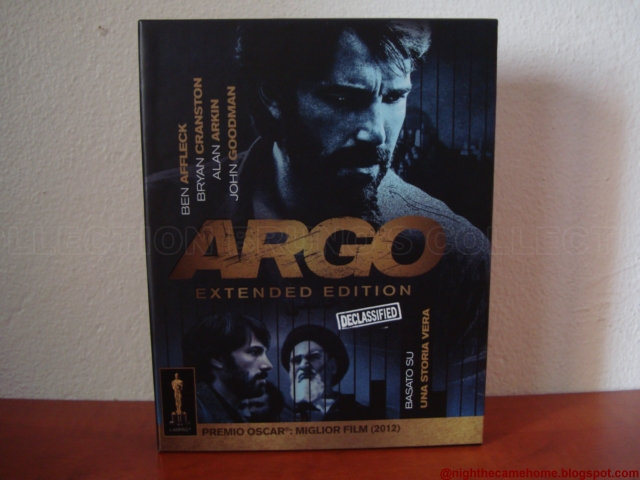 BEN AFFLECK
BRYAN CRANSTON
ALAN ARKIN
JOHN GOODMAN
ARGO
EXTENDED EDITION
DECLASSIFIED
BASATO SU
UNA STORIA VERA
PREMIO OSCAR®: MIGLIOR FILM (2012)
@nighthecamehome.blogspot.com